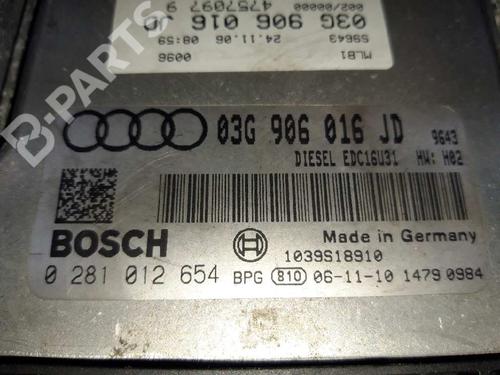 002/00000 4757097 9
03G 906 016 JD
24.11.06 08:59
S9643
MLB1 0096
B-PARTS
03G 906 016 JD 9643
DIESEL EDC16U31 HW: H02
BOSCH
Made in Germany
1039S18910
0 281 012 654 BPG 810 06-11-10 1479 0984